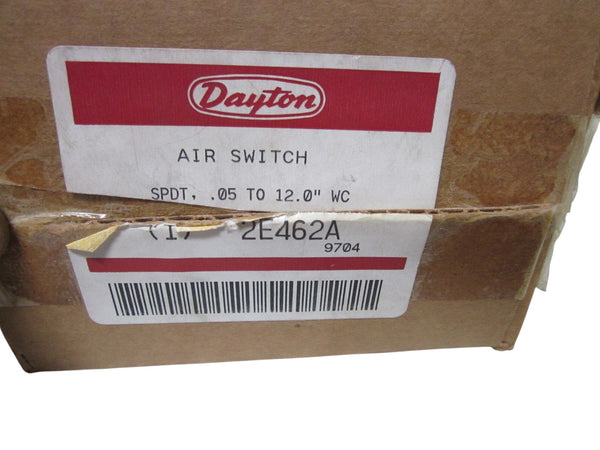 Dayton
AIR SWITCH
SPDT, .05 TO 12.0" WC
(1) 2E462A
9704